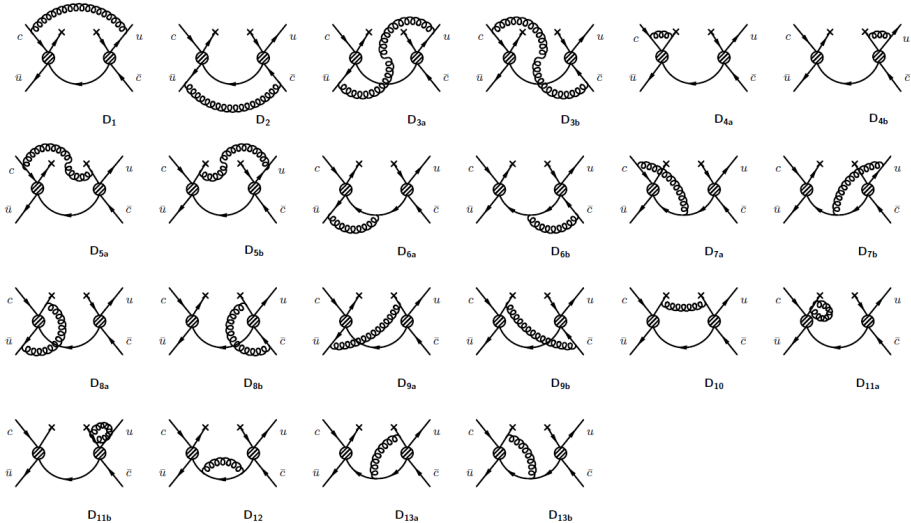 c u c u c u c u c u c u
ū c̄ ū c̄ ū c̄ ū c̄ ū c̄ ū c̄
D1 D2 D3a D3b D4a D4b
c u c u c u c u c u c u
ū c̄ ū c̄ ū c̄ ū c̄ ū c̄ ū c̄
D5a D5b D6a D6b D7a D7b
c u c u c u c u c u c u
ū c̄ ū c̄ ū c̄ ū c̄ ū c̄ ū c̄
D8a D8b D9a D9b D10 D11a
c u c u c u c u
ū c̄ ū c̄ ū c̄ ū c̄
D11b D12 D13a D13b